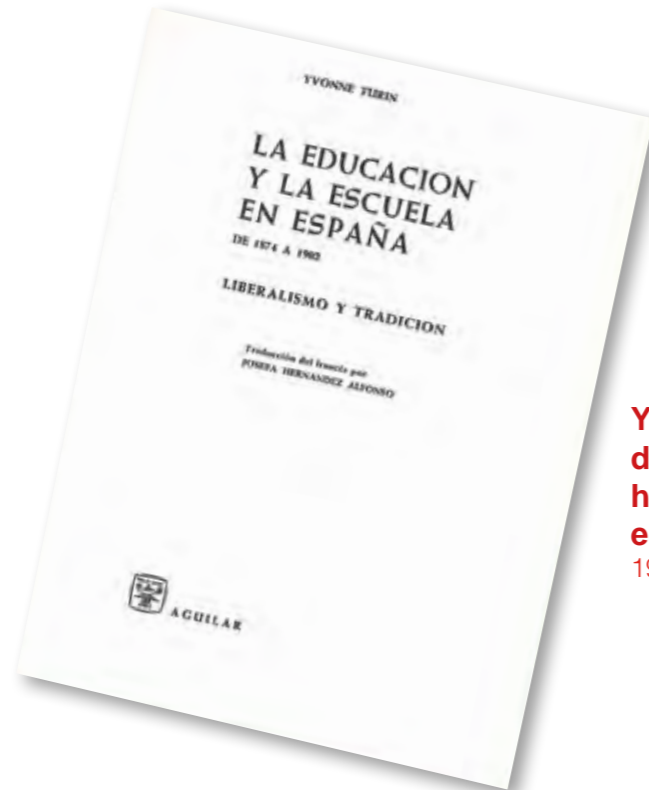 YVONNE TURIN
LA EDUCACION
Y LA ESCUELA
EN ESPAÑA
DE 1874 A 1902
LIBERALISMO Y TRADICION
Traducción del francés por
JOSEFA HERNANDEZ ALFONSO
AGUILAR
Y
d
h
e
19